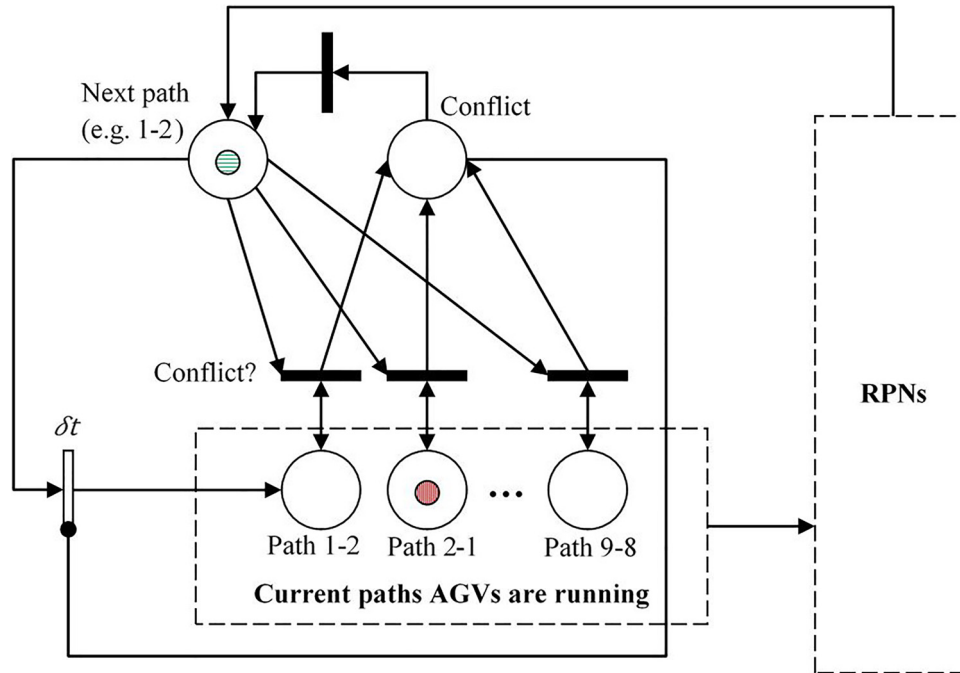 Next path
(e.g. 1-2)
Conflict
Conflict?
RPNs
δt
...
Path 1-2
Path 2-1
Path 9-8
Current paths AGVs are running